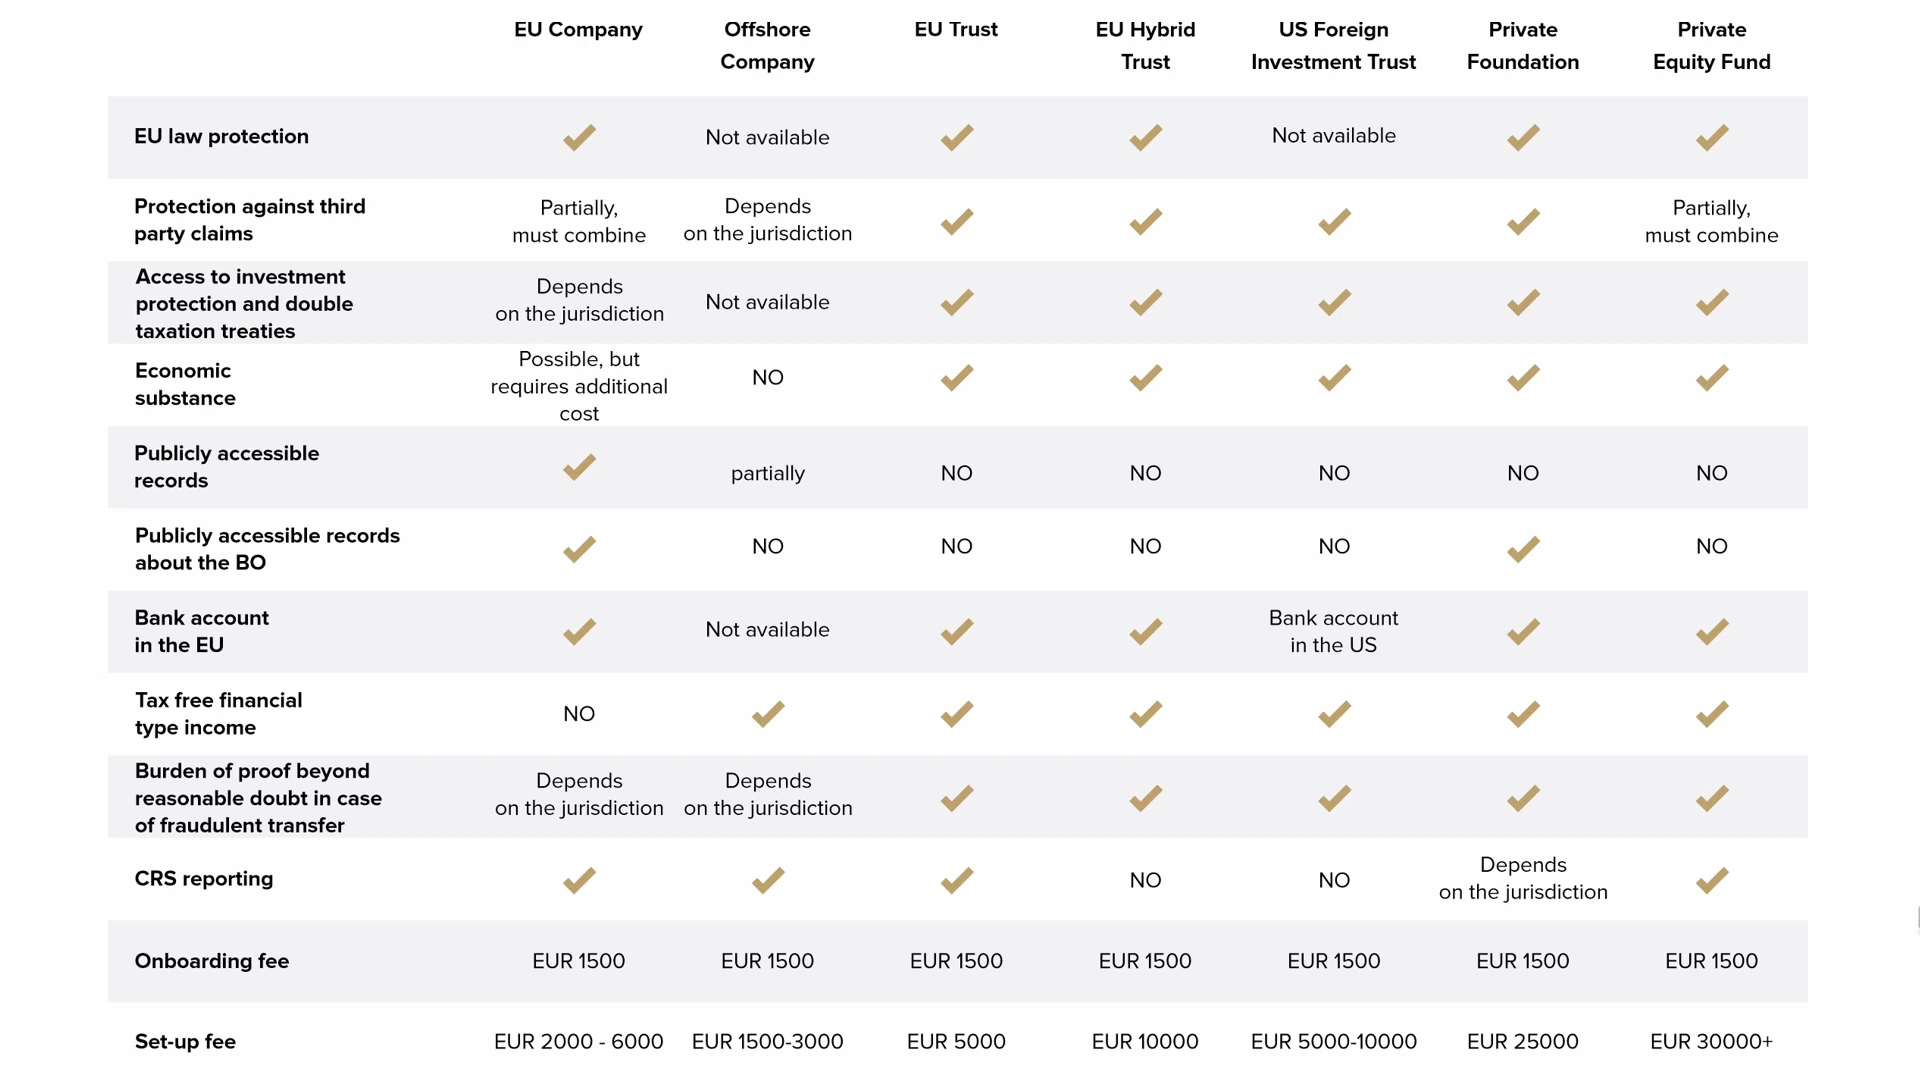 EU Company
Offshore
Company
EU Trust
EU Hybrid
Trust
US Foreign
Investment Trust
Private
Foundation
Private
Equity Fund
EU law protection
Not available
Not available
Protection against third
party claims
Partially,
must combine
Depends
on the jurisdiction
Partially,
must combine
Access to investment
protection and double
taxation treaties
Depends
on the jurisdiction
Not available
Economic
substance
Possible, but
requires additional
cost
NO
Publicly accessible
records
partially
NO
NO
NO
NO
NO
Publicly accessible records
about the BO
NO
NO
NO
NO
NO
Bank account
in the EU
Not available
Bank account
in the US
Tax free financial
type income
NO
Burden of proof beyond
reasonable doubt in case
of fraudulent transfer
Depends
on the jurisdiction
Depends
on the jurisdiction
CRS reporting
NO
NO
Depends
on the jurisdiction
Onboarding fee
EUR 1500
EUR 1500
EUR 1500
EUR 1500
EUR 1500
EUR 1500
EUR 1500
Set-up fee
EUR 2000 - 6000
EUR 1500-3000
EUR 5000
EUR 10000
EUR 5000-10000
EUR 25000
EUR 30000+